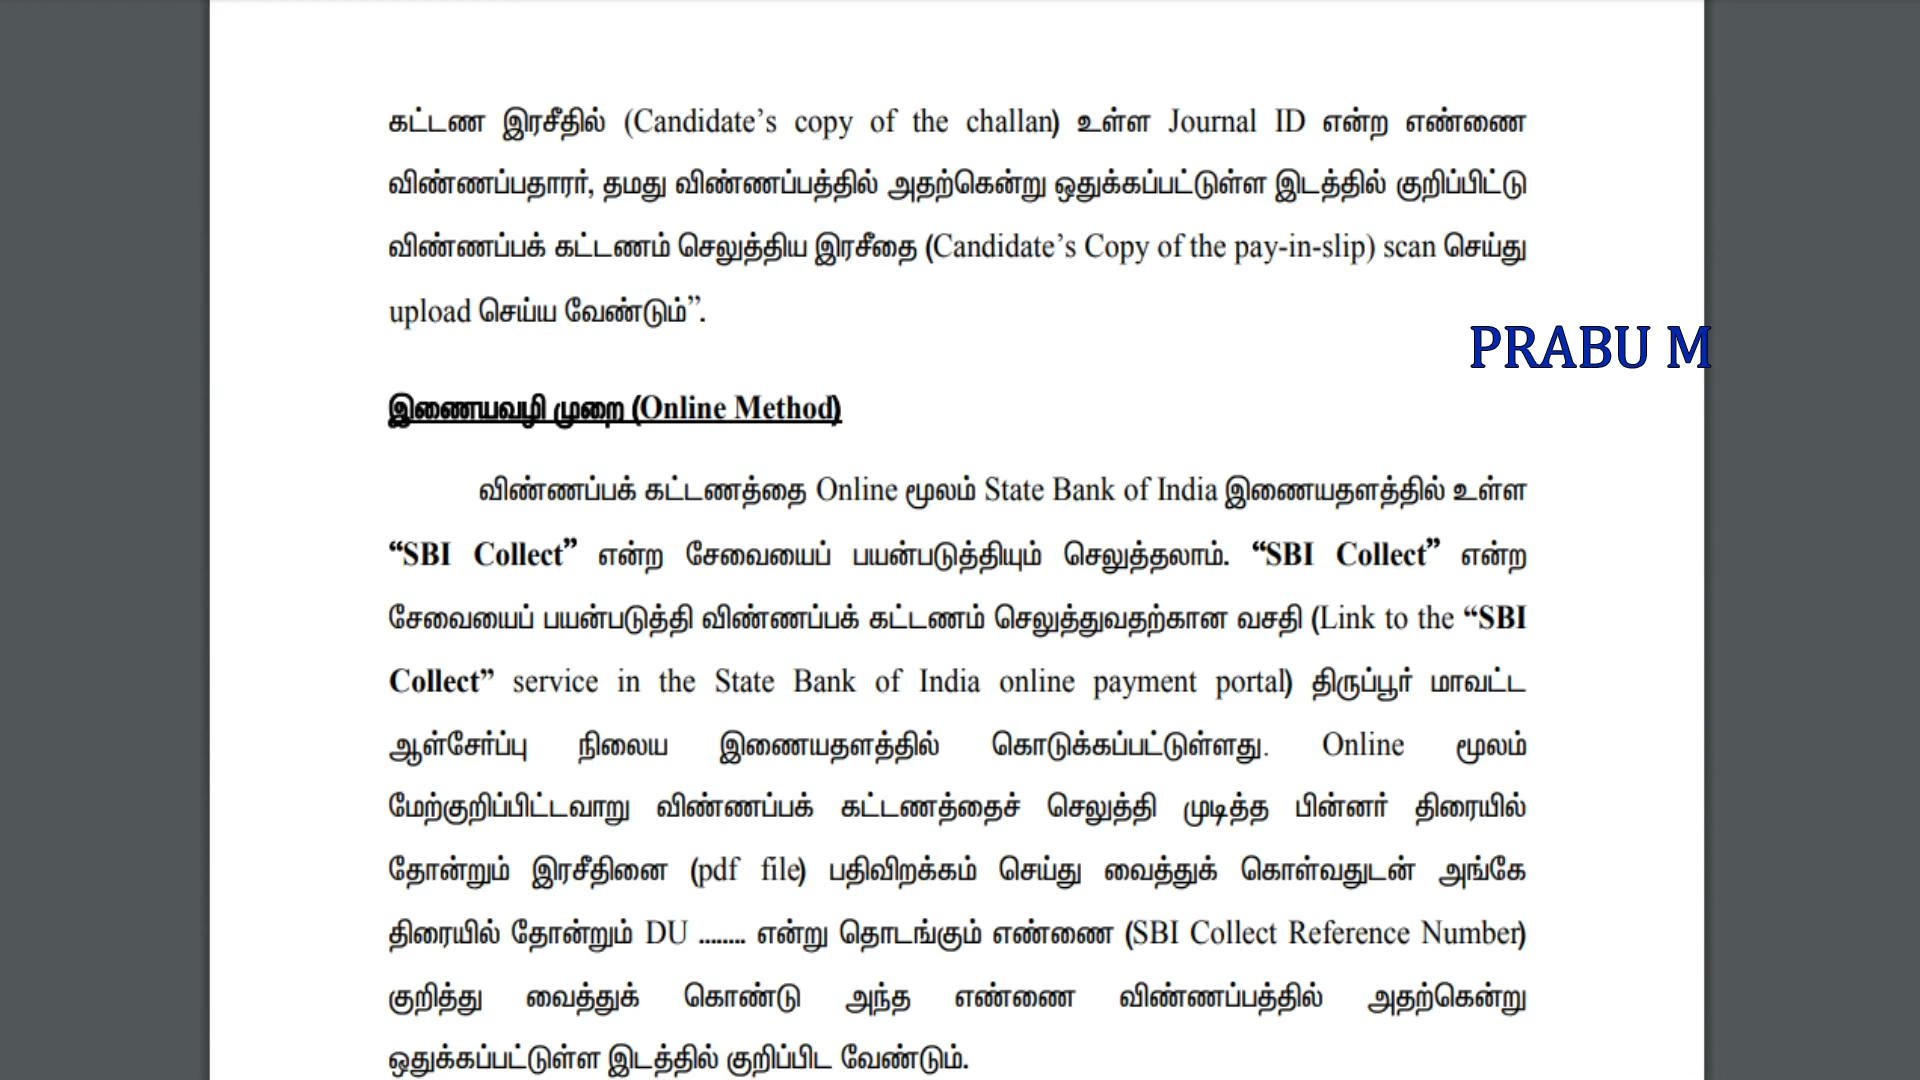 கட்டண இரசீதில் (Candidate’s copy of the challan) உள்ள Journal ID என்ற எண்ணை
விண்ணப்பதாரர், தமது விண்ணப்பத்தில் அதற்கென்று ஒதுக்கப்பட்டுள்ள இடத்தில் குறிப்பிட்டு
விண்ணப்பக் கட்டணம் செலுத்திய இரசீதை (Candidate’s Copy of the pay-in-slip) scan செய்து
upload செய்ய வேண்டும்”.
PRABU M
இணையவழி முறை (Online Method)
விண்ணப்பக் கட்டணத்தை Online மூலம் State Bank of India இணையதளத்தில் உள்ள
“SBI Collect” என்ற சேவையைப் பயன்படுத்தியும் செலுத்தலாம். “SBI Collect” என்ற
சேவையைப் பயன்படுத்தி விண்ணப்பக் கட்டணம் செலுத்துவதற்கான வசதி (Link to the “SBI
Collect” service in the State Bank of India online payment portal) திருப்பூர் மாவட்ட
ஆள்சேர்ப்பு நிலைய இணையதளத்தில் கொடுக்கப்பட்டுள்ளது. Online மூலம்
மேற்குறிப்பிட்டவாறு விண்ணப்பக் கட்டணத்தைச் செலுத்தி முடித்த பின்னர் திரையில்
தோன்றும் இரசீதினை (pdf file) பதிவிறக்கம் செய்து வைத்துக் கொள்வதுடன் அங்கே
திரையில் தோன்றும் DU ........ என்று தொடங்கும் எண்ணை (SBI Collect Reference Number)
குறித்து வைத்துக் கொண்டு அந்த எண்ணை விண்ணப்பத்தில் அதற்கென்று
ஒதுக்கப்பட்டுள்ள இடத்தில் குறிப்பிட வேண்டும்.